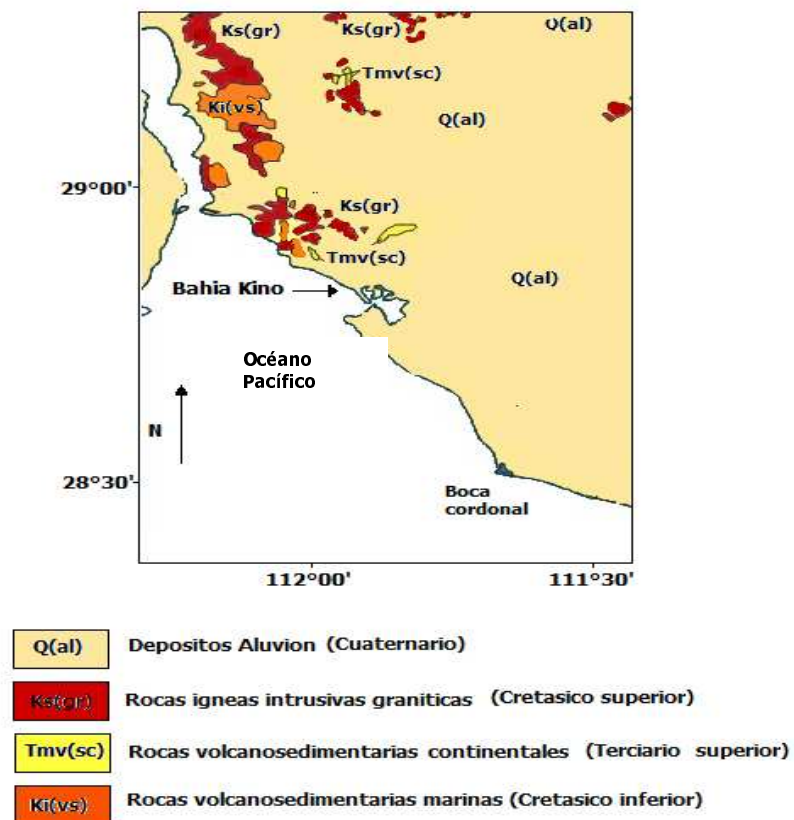 Ks(gr)
Ks(gr)
Q(al)
Tmv(sc)
Ki(vs)
Q(al)
29°00'
Ks(gr)
Tmv(sc)
Q(al)
Bahia Kino
Océano
Pacífico
N
28°30'
Boca
cordonal
112°00'
111°30'
Q(al) Depositos Aluvion (Cuaternario)
Ks(gr) Rocas igneas intrusivas graniticas (Cretasico superior)
Tmv(sc) Rocas volcanosedimentarias continentales (Terciario superior)
Ki(vs) Rocas volcanosedimentarias marinas (Cretasico inferior)